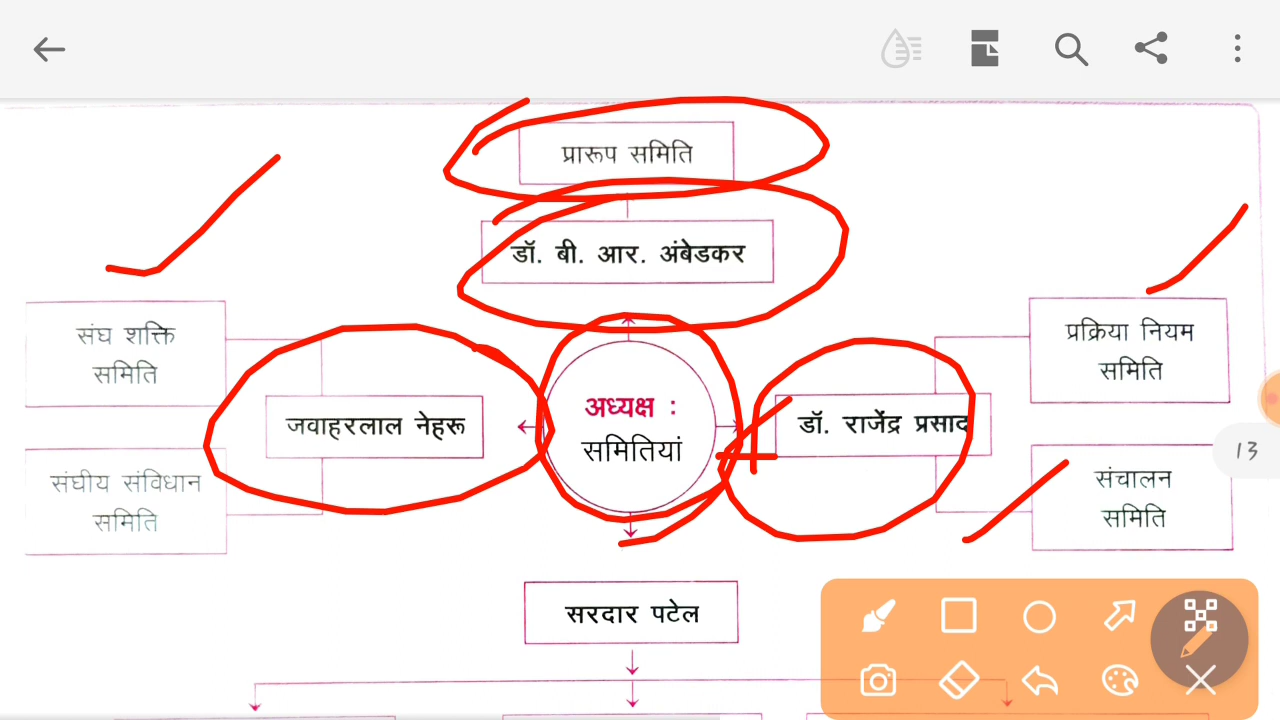 प्रारूप समिति
डॉ. बी. आर. अंबेडकर
संघ शक्ति
समिति
प्रक्रिया नियम
समिति
जवाहरलाल नेहरू
अध्यक्ष :
समितियां
डॉ. राजेंद्र प्रसाद
संघीय संविधान
समिति
संचालन
समिति
13
सरदार पटेल